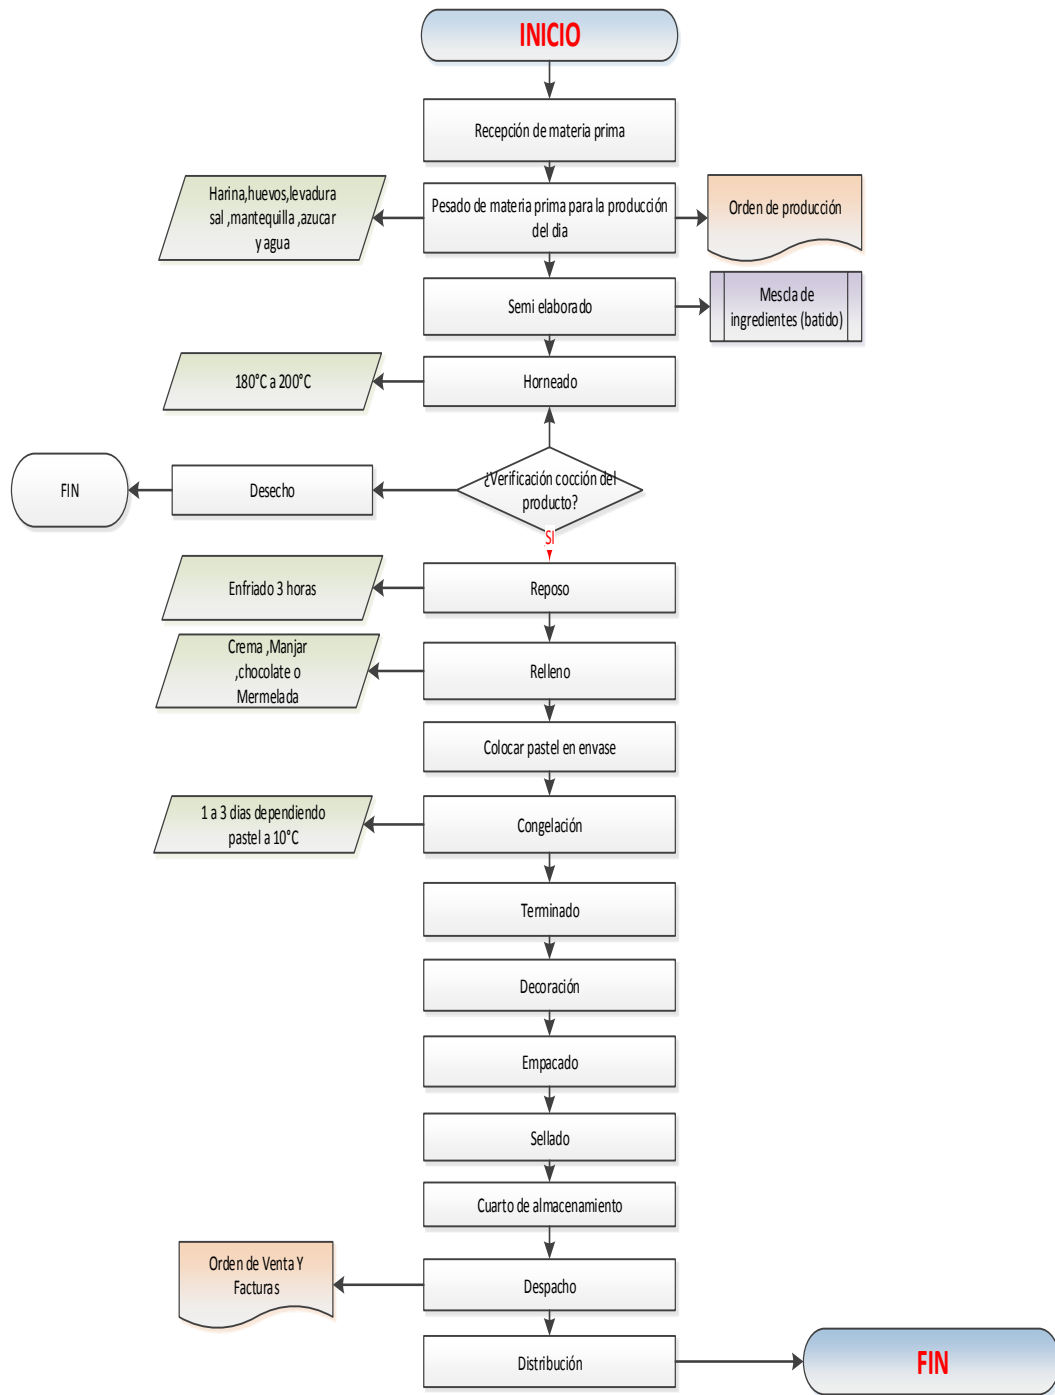 INICIO
Recepción de materia prima
Harina,huevos,levadura
sal ,mantequilla ,azucar
y agua
Pesado de materia prima para la producción
del dia
Orden de producción
Semi elaborado
Mescla de
ingredientes (batido)
180°C a 200°C
Horneado
¿Verificación cocción del
producto?
Desecho
FIN
SI
Enfriado 3 horas
Reposo
Crema ,Manjar
,chocolate o
Mermelada
Relleno
Colocar pastel en envase
1 a 3 dias dependiendo
pastel a 10°C
Congelación
Terminado
Decoración
Empacado
Sellado
Cuarto de almacenamiento
Orden de Venta Y
Facturas
Despacho
Distribución
FIN